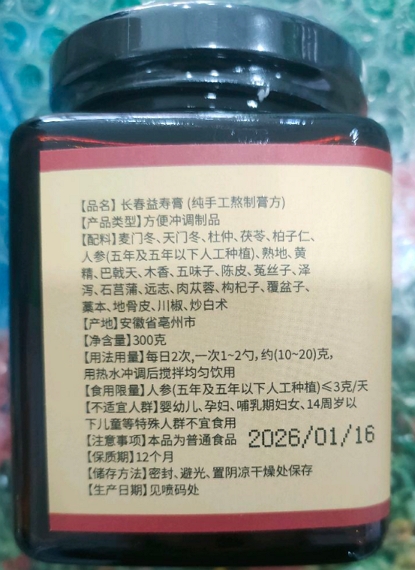 【品名】长春益寿膏(纯手工熬制膏方)
【产品类型】方便冲调制品
【配料】麦门冬、天门冬、杜仲、茯苓、柏子仁、
人参(五年及五年以下人工种植)、熟地、黄
精、巴戟天、木香、五味子、陈皮、菟丝子、泽
泻、石菖蒲、远志、肉苁蓉、枸杞子、覆盆子、
藁本、地骨皮、川椒、炒白术
【产地】安徽省亳州市
【净含量】300克
【用法用量】每日2次,一次1~2勺,约(10~20)克,
用热水冲调后搅拌均匀饮用
【食用限量】人参(五年及五年以下人工种植)≤3克/天
【不适宜人群】婴幼儿、孕妇、哺乳期妇女、14周岁以
下儿童等特殊人群不宜食用
【注意事项】本品为普通食品 2026/01/16
【保质期】12个月
【储存方法】密封、避光、置阴凉干燥处保存
【生产日期】见喷码处